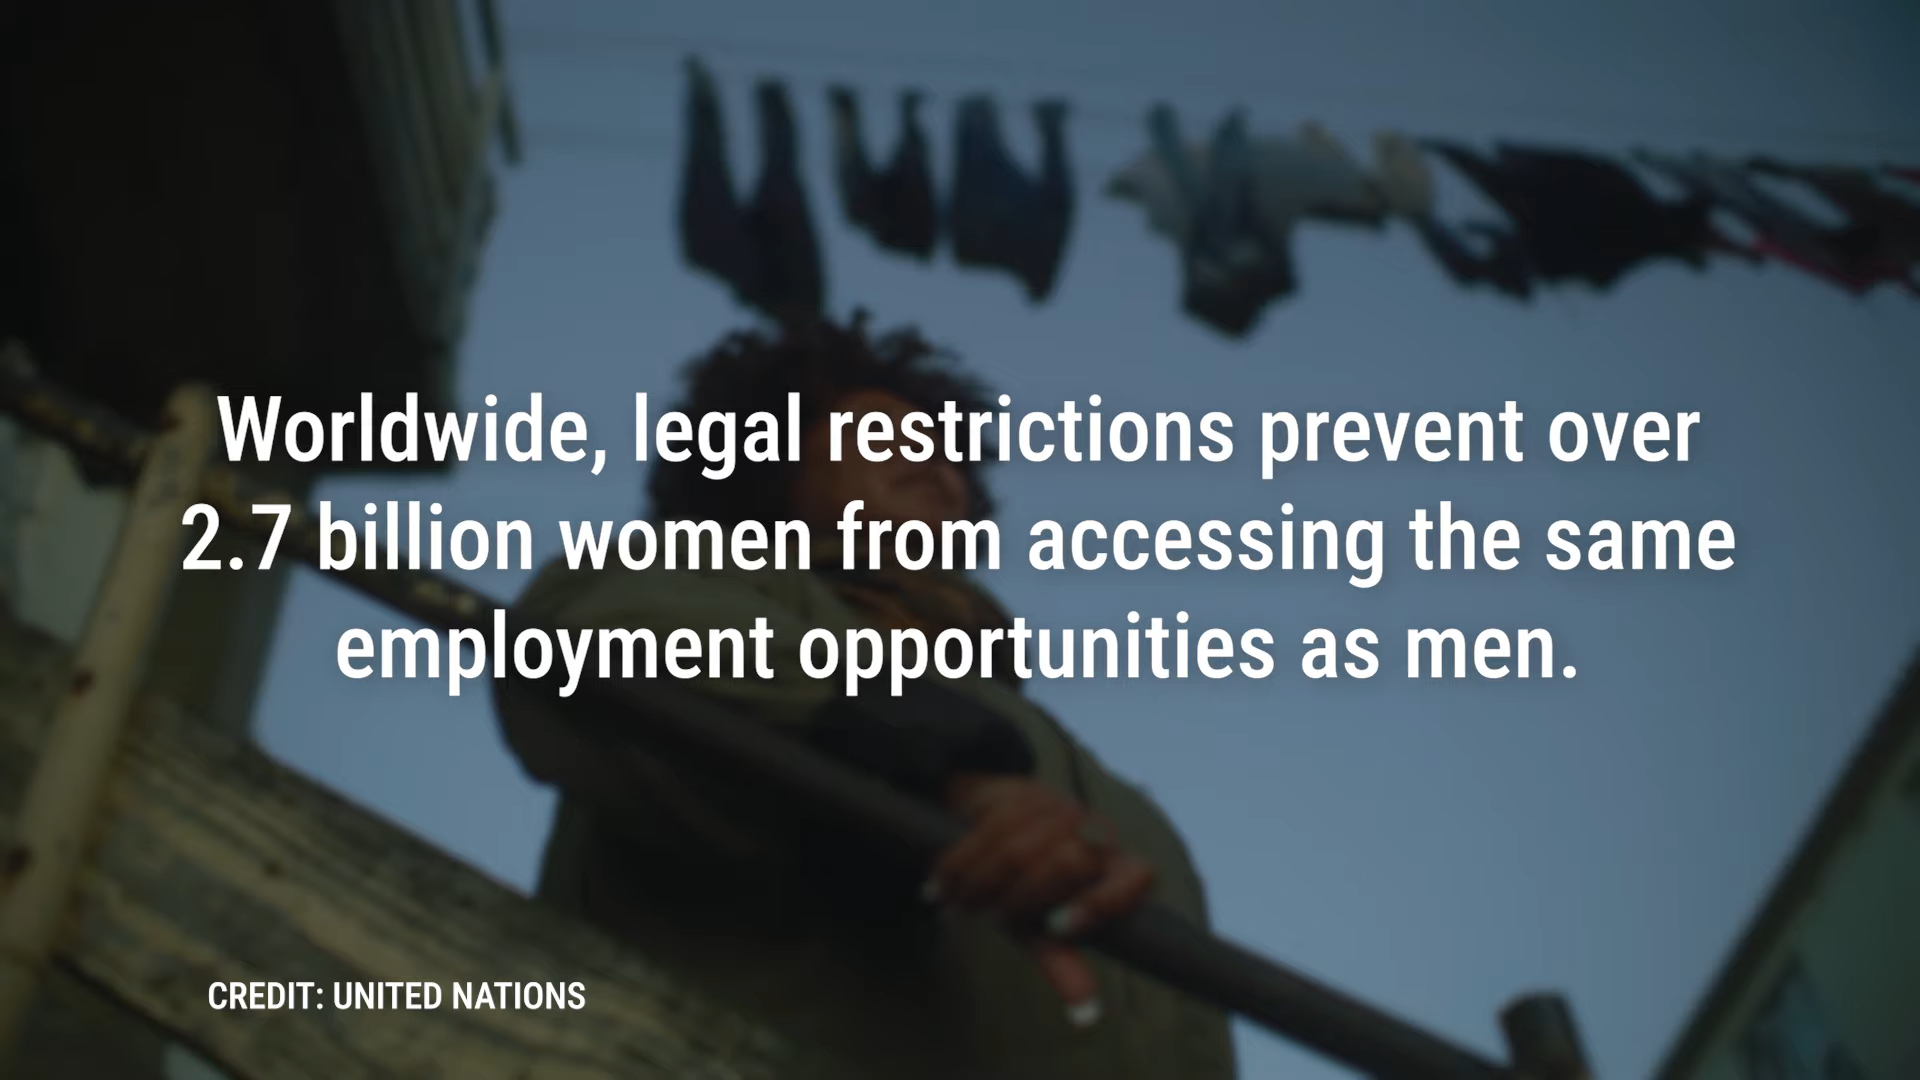 Worldwide, legal restrictions prevent over
2.7 billion women from accessing the same
employment opportunities as men.
CREDIT: UNITED NATIONS